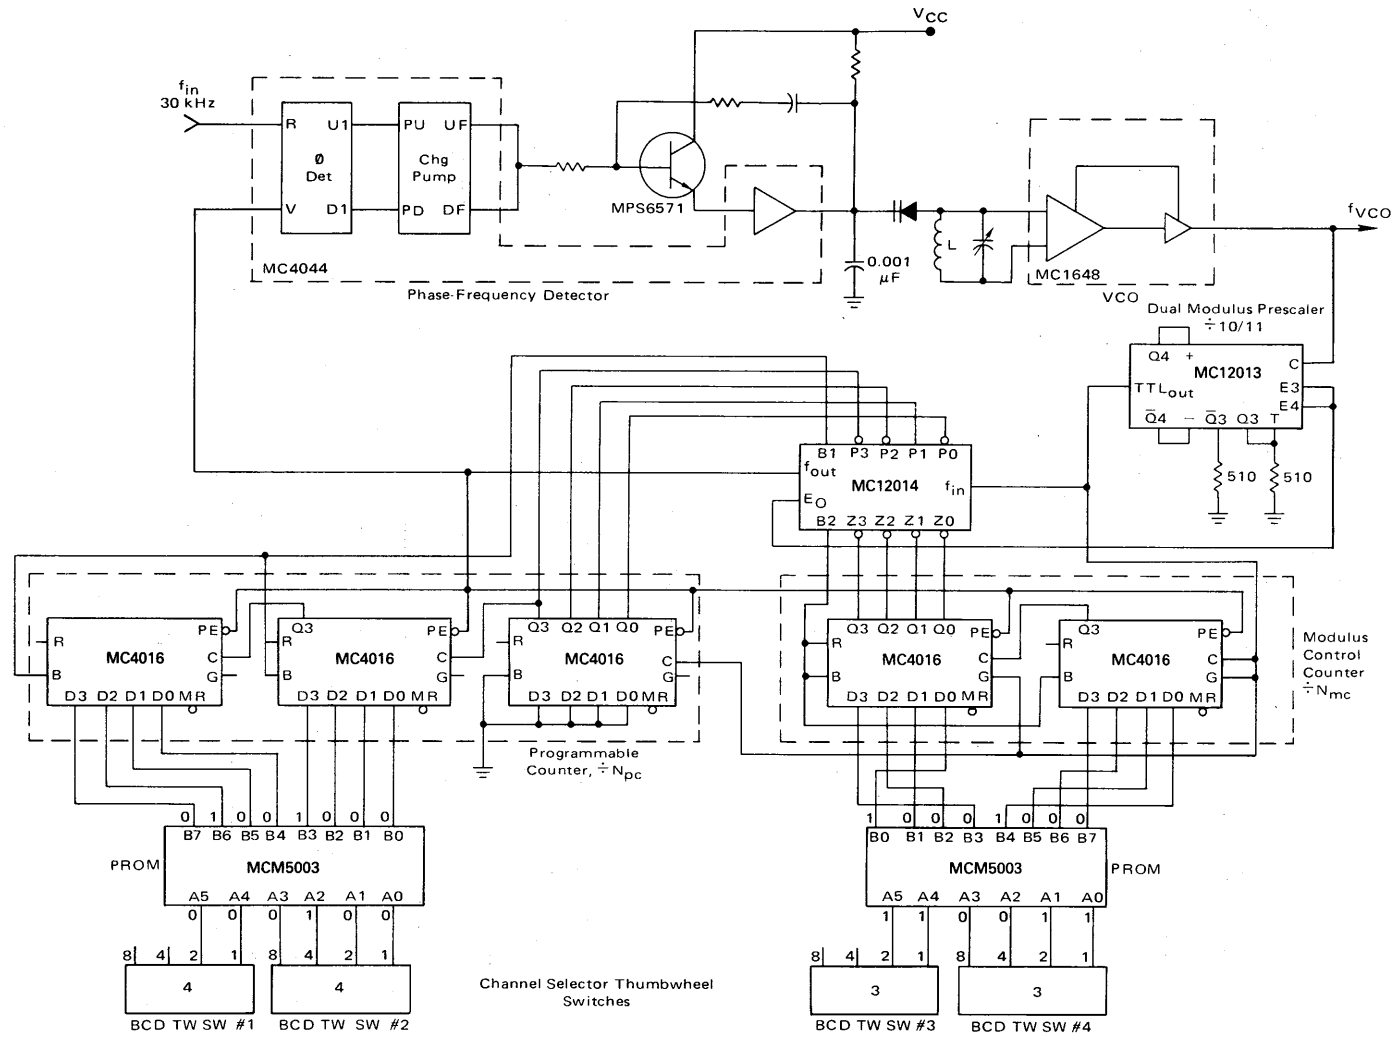 VCC
fin
30 kHz
R U1
Ø
Det
V D1
PU UF
Chg
Pump
PD DF
MPS6571
MC4044
Phase-Frequency Detector
0.001
μF
L
MC1648
VCO
fVCO
Dual Modulus Prescaler
÷10/11
Q4 +
MC12013
C
TTLout
E3
E4
Q̅4 − Q̅3 Q3 T
510 510
B1 P3 P2 P1 P0
fout
MC12014
fin
EO
B2 Z3 Z2 Z1 Z0
PE
R
MC4016
C
B
G
D3 D2 D1 D0 MR
Q3
PE
R
MC4016
C
B
G
D3 D2 D1 D0 MR
Q3 Q2 Q1 Q0
PE
R
MC4016
C
B
G
D3 D2 D1 D0 MR
Programmable
Counter, ÷Npc
Q3 Q2 Q1 Q0
PE
R
MC4016
C
B
G
D3 D2 D1 D0 MR
Q3
PE
R
MC4016
C
B
G
D3 D2 D1 D0 MR
Modulus
Control
Counter
÷Nmc
0 1 0 0 1 0 0 0
B7 B6 B5 B4 B3 B2 B1 B0
PROM
MCM5003
A5 A4 A3 A2 A1 A0
0 0 0 1 0 0
8 4 2 1 8 4 2 1
4 4
BCD TW SW #1 BCD TW SW #2
Channel Selector Thumbwheel
Switches
1 0 0 0 1 0 0 0
B0 B1 B2 B3 B4 B5 B6 B7
MCM5003
PROM
A5 A4 A3 A2 A1 A0
1 1 0 0 1 1
8 4 2 1 8 4 2 1
3 3
BCD TW SW #3 BCD TW SW #4